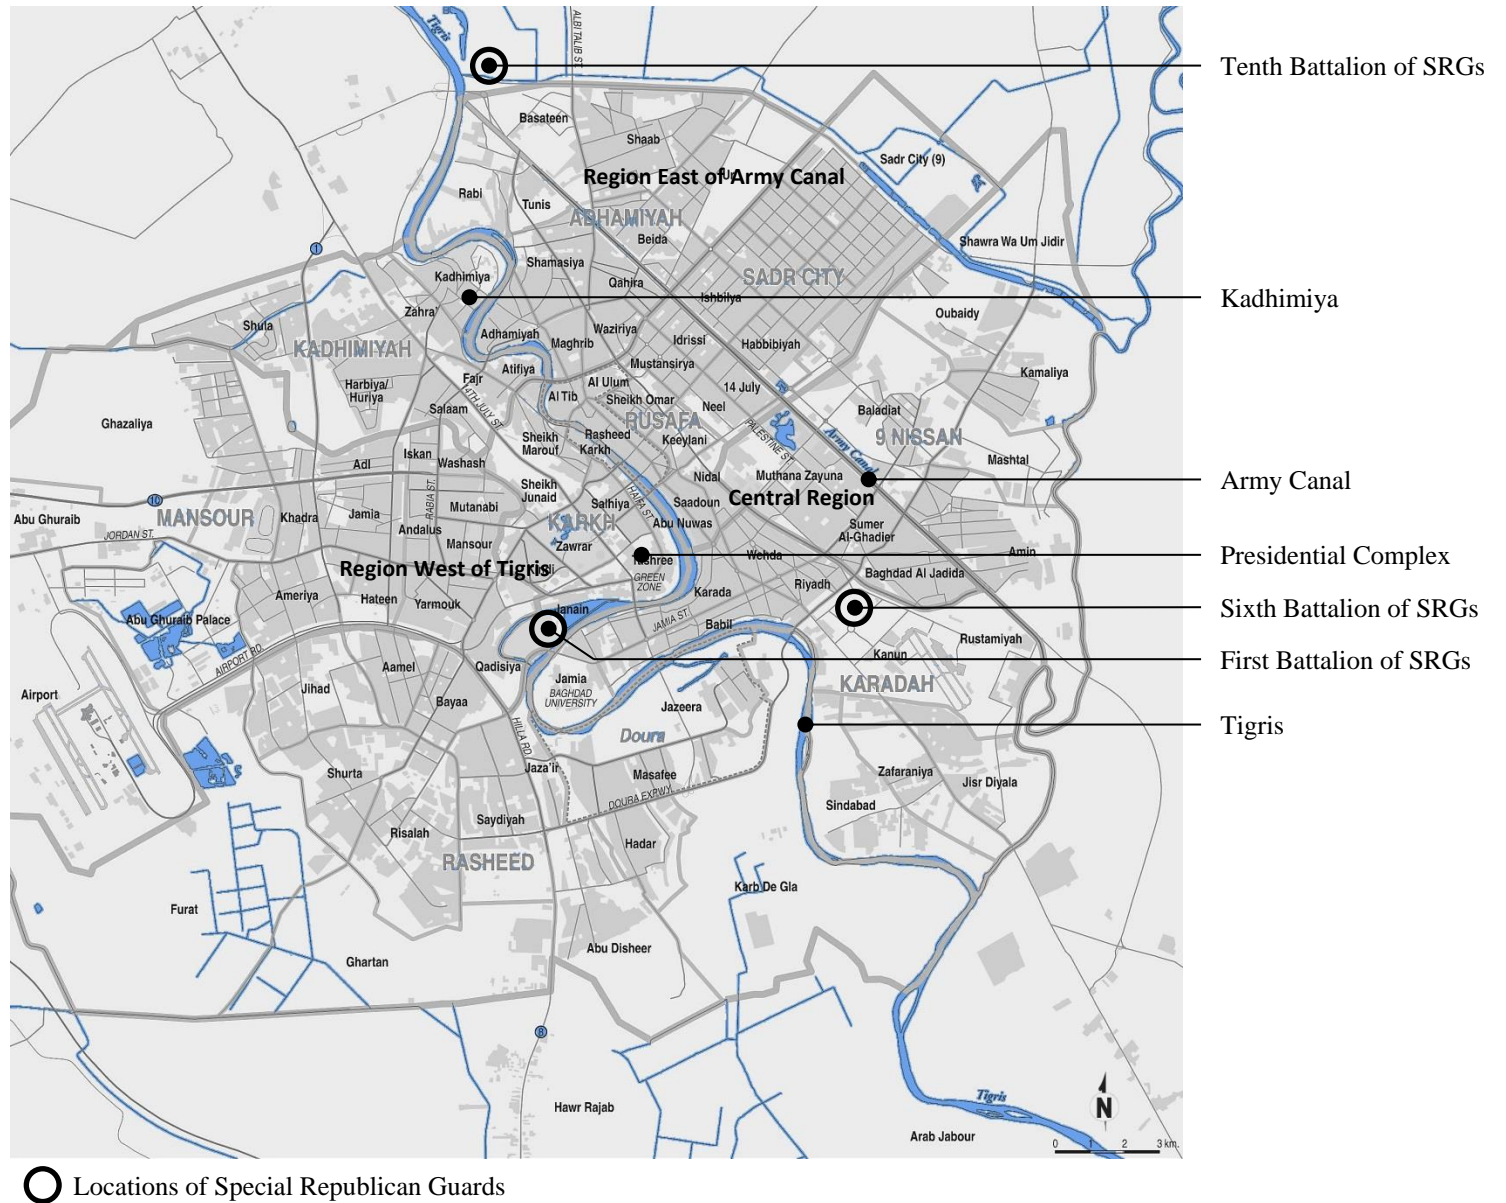 Tigris
ALBI TALIB ST.
Tenth Battalion of SRGs
Basateen
Shaab
Sadr City (9)
Region East of Army Canal
Rabi
Tunis
ADHAMIYAH
Beida
Shawra Wa Um Jidir
1
Shamasiya
Kadhimiya
Qahira
SADR CITY
Ishbilya
Kadhimiya
Zahra'
Oubaidy
Shula
Adhamiyah
Waziriya
Maghrib
Idrissi
Habbibiyah
KADHIMIYAH
Mustansirya
Atifiya
Kamaliya
Fajr
Al Ulum
14 July
Harbiya/
Huriya
Al Tib
Sheikh Omar
14TH JULY ST.
Salaam
Neel
Baladiat
Ghazaliya
RUSAFA
Rasheed
Keeylani
PALESTINE ST.
Army Canal
9 NISSAN
Sheikh
Marouf
Karkh
Iskan
Washash
Adl
Mashtal
Nidal
Muthana Zayuna
Army Canal
Sheikh
Junaid
HAIFA ST.
Central Region
10
RABIA ST.
Salhiya
Saadoun
Mutanabi
Abu Ghuraib
MANSOUR
Khadra
Jamia
KARKH
Abu Nuwas
Sumer
Al-Ghadier
JORDAN ST.
Andalus
Mansour
Zawrar
Wehda
Amin
Presidential Complex
Region West of Tigris
GREEN
ZONE
Riyadh
Baghdad Al Jadida
Ameriya
Hateen
Yarmouk
Karada
Janain
Sixth Battalion of SRGs
Abu Ghuraib Palace
JAMIA ST.
Babil
Rustamiyah
AIRPORT RD.
Kanun
First Battalion of SRGs
Aamel
Qadisiya
Jamia
BAGHDAD
UNIVERSITY
KARADAH
Airport
Jihad
Bayaa
Jazeera
HILLA RD.
Doura
Tigris
Shurta
Jaza'ir
Masafee
Zafaraniya
Jisr Diyala
DOURA EXPWY.
Sindabad
Saydiyah
Risalah
Hadar
RASHEED
Karb De Gla
Furat
Abu Disheer
Ghartan
8
Tigris
N
Hawr Rajab
Arab Jabour
0 1 2 3 km.
Locations of Special Republican Guards